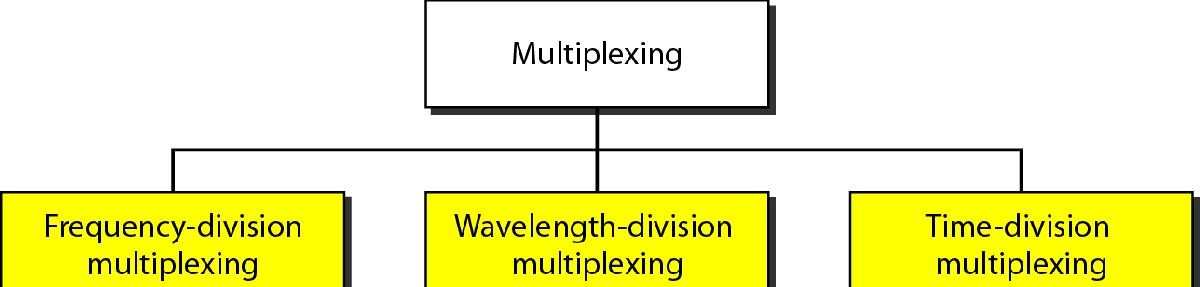 Multiplexing
Frequency-division
multiplexing
Wavelength-division
multiplexing
Time-division
multiplexing